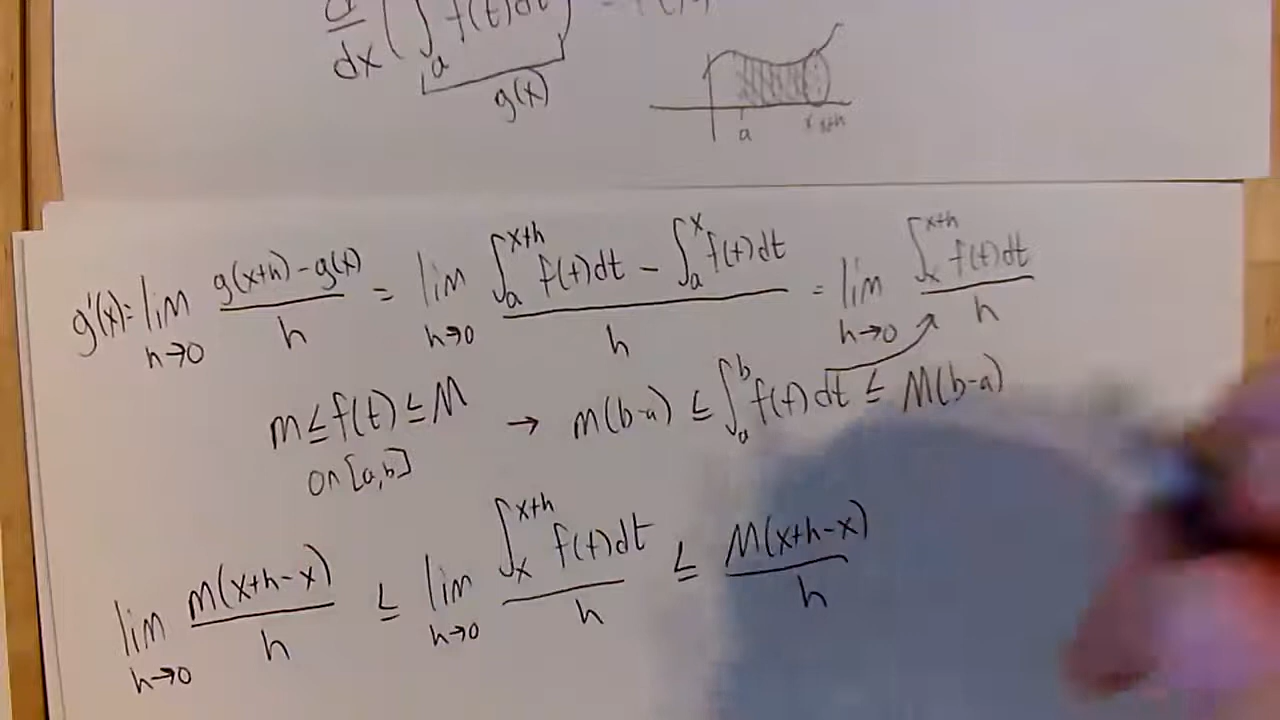 d/dx (∫_a f(t)dt)
g(x)
a x x+h
g'(x) = lim_{h→0} (g(x+h) - g(x))/h = lim_{h→0} (∫_a^{x+h} f(t)dt - ∫_a^x f(t)dt)/h = lim_{h→0} (∫_x^{x+h} f(t)dt)/h
m ≤ f(t) ≤ M → m(b-a) ≤ ∫_a^b f(t)dt ≤ M(b-a)
on [a,b]
lim_{h→0} m(x+h-x)/h ≤ lim_{h→0} (∫_x^{x+h} f(t)dt)/h ≤ M(x+h-x)/h